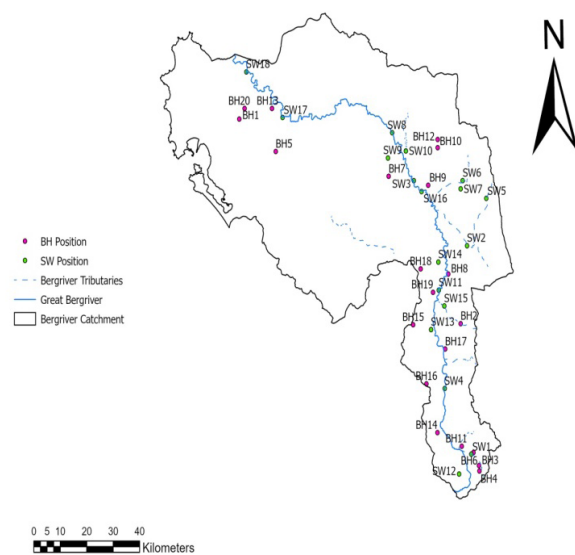 N
SW18
BH20 BH13
BH1
SW17
BH5
SW8
BH12
BH10
SW9
SW10
BH7
SW3
BH9
SW6
SW7
SW5
SW16
SW2
SW14
BH18
BH8
SW11
BH19
SW15
BH15
SW13
BH2
BH17
BH16
SW4
BH14
BH11
SW1
BH6
BH3
SW12
BH4
BH Position
SW Position
Bergriver Tributaries
Great Bergriver
Bergriver Catchment
0 5 10 20 30 40
Kilometers